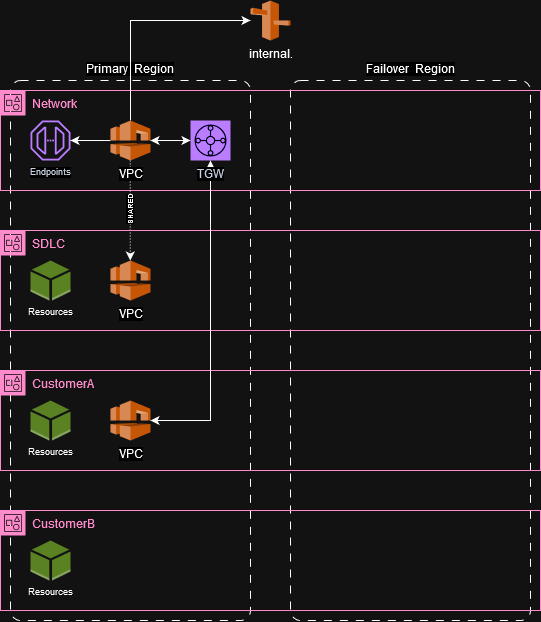 internal.
Primary Region
Failover Region
Network
Endpoints
VPC
TGW
SHARED
SDLC
Resources
VPC
CustomerA
Resources
VPC
CustomerB
Resources